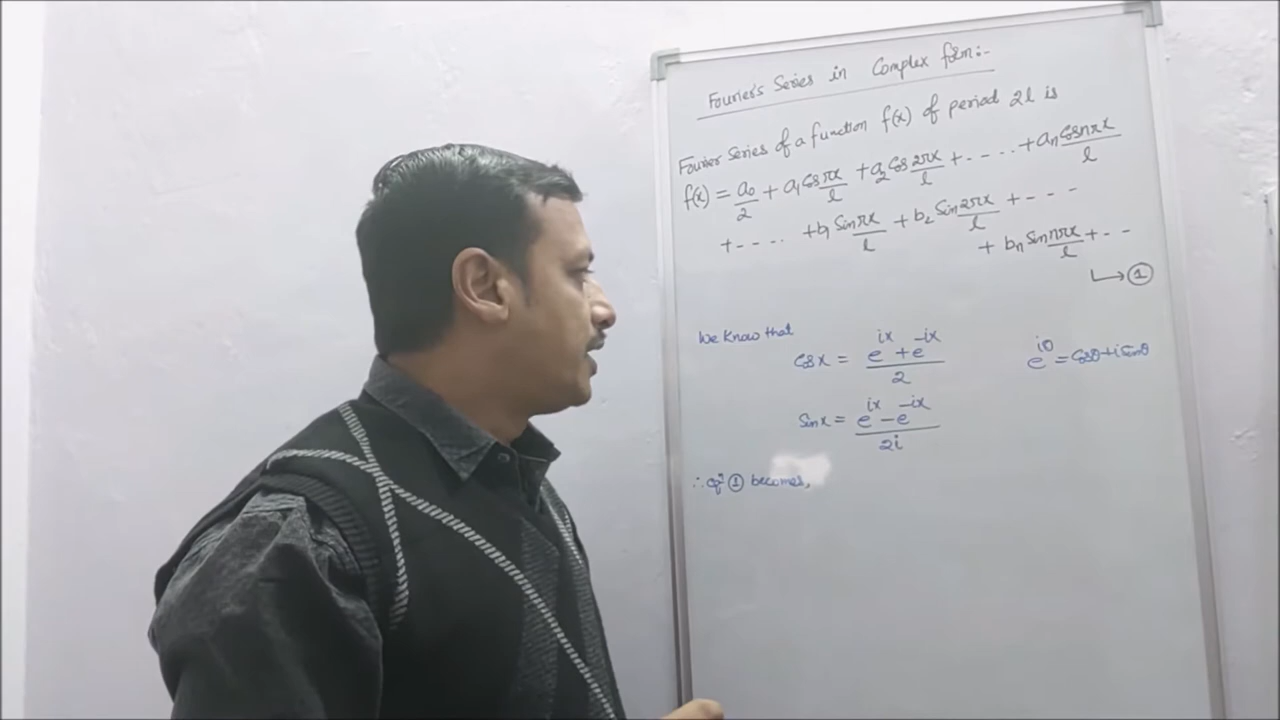 Fourier's Series in Complex form:-
Fourier Series of a function f(x) of period 2l is
f(x) = a₀/2 + a₁ Cos πx/l + a₂ Cos 2πx/l + - - - - + aₙ Cos nπx/l
+ - - - - + b₁ Sin πx/l + b₂ Sin 2πx/l + - - -
+ bₙ Sin nπx/l + - -
↳ ①
We Know that
Cos x = (e^ix + e^-ix)/2
e^iθ = Cosθ + i Sinθ
Sin x = (e^ix - e^-ix)/2i
∴ eqⁿ ① becomes,